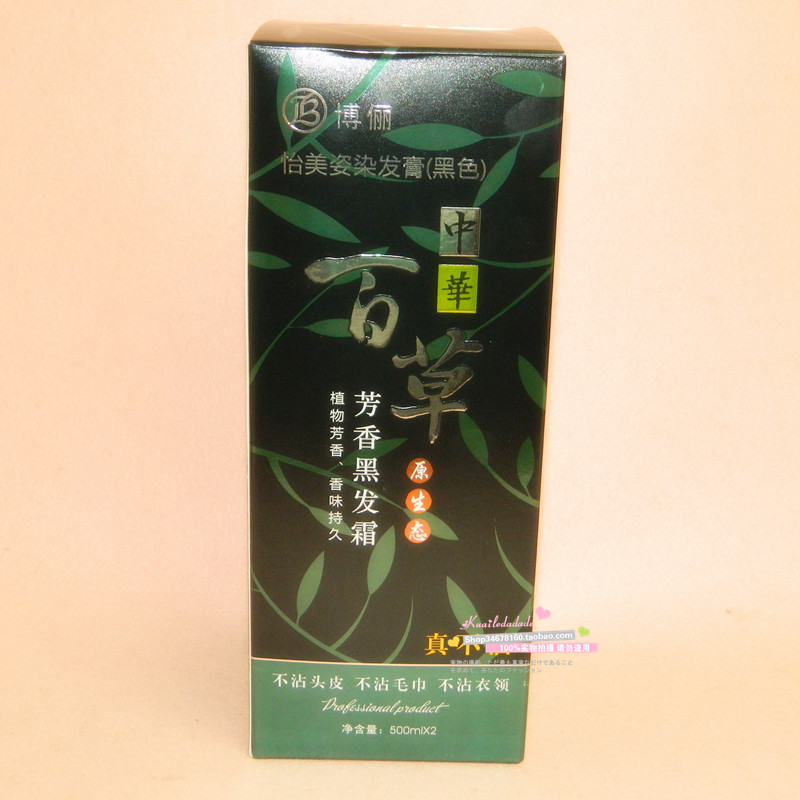 B 博俪
怡美姿染发膏(黑色)
中華
百草
芳香黑发霜
植物芳香、香味持久
原生态
Kuailedadade
真不
Shop34678160.taobao.com
100%实物拍摄 请勿盗用
不沾头皮 不沾毛巾 不沾衣领
Professional product
净含量：500mlX2